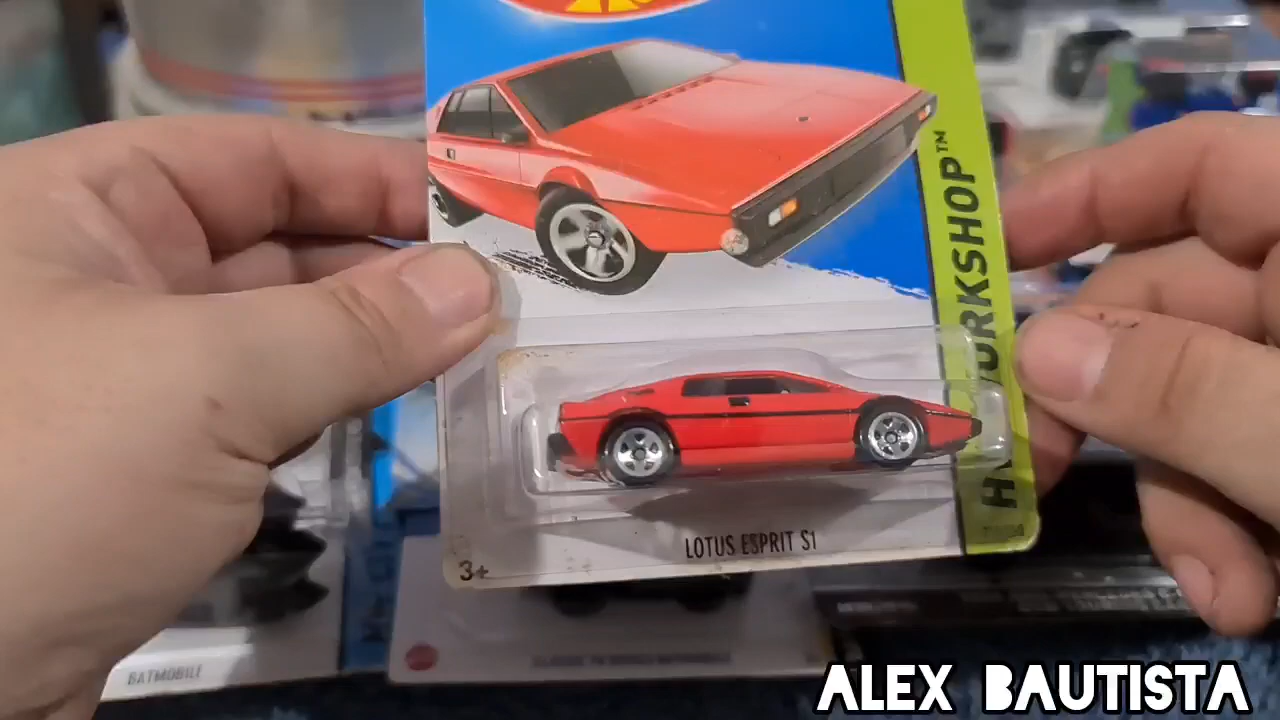 HW WORKSHOP™
LOTUS ESPRIT S1
3+
BATMOBILE
ALEX BAUTISTA